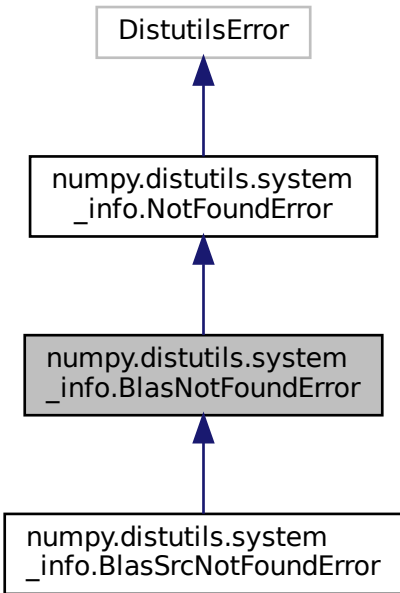 DistutilsError
numpy.distutils.system
_info.NotFoundError
numpy.distutils.system
_info.BlasNotFoundError
numpy.distutils.system
_info.BlasSrcNotFoundError